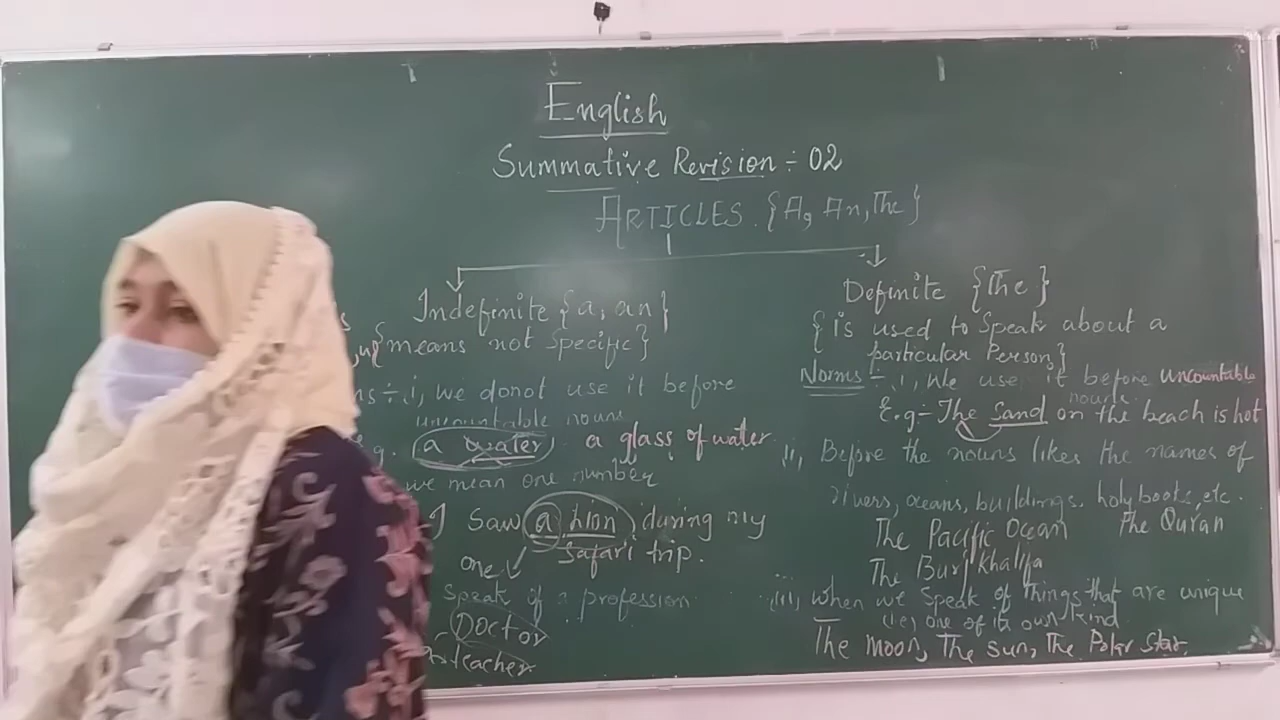 English
Summative Revision ÷ 02
ARTICLES. {A, An, The}
Indefinite {a, an}
{means not Specific}
÷ i, we donot use it before
uncountable nouns
.g. a water a glass of water
we mean one number
I Saw a lion during my
one Safari trip.
Speak of a profession
Doctor
teacher
Definite {The}
{is used to Speak about a
particular Person}
Norms ÷ i, We use it before uncountable
nouns.
E.g ÷ The Sand on the beach is hot
ii, Before the nouns likes the names of
rivers, oceans, buildings, holy books, etc.
The Pacific Ocean The Qur'an
The Burj Khalifa
iii, when we speak of Things that are unique
(ie) one of its own kind
The moon, The sun, The Polar Star.